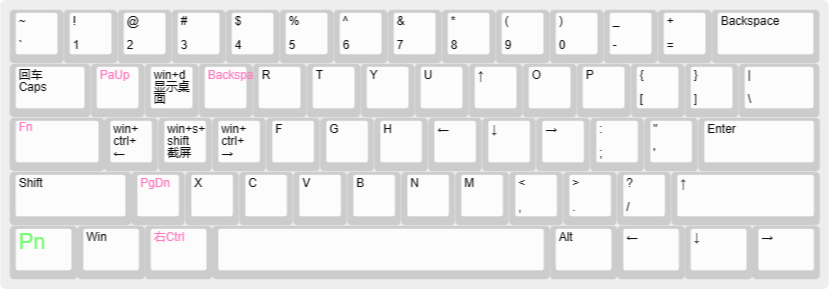 ~ ! @ # $ % ^ & * ( ) _ + Backspace
` 1 2 3 4 5 6 7 8 9 0 - =
回车 PaUp win+d Backspa R T Y U ↑ O P { } |
Caps 显示桌 [ ] \
面
Fn win+ win+s+ win+ F G H ← ↓ → : " Enter
ctrl+ shift ctrl+
← 截屏 → ; '
Shift PgDn X C V B N M < > ? ↑
, . /
Pn Win 右Ctrl Alt ← ↓ →